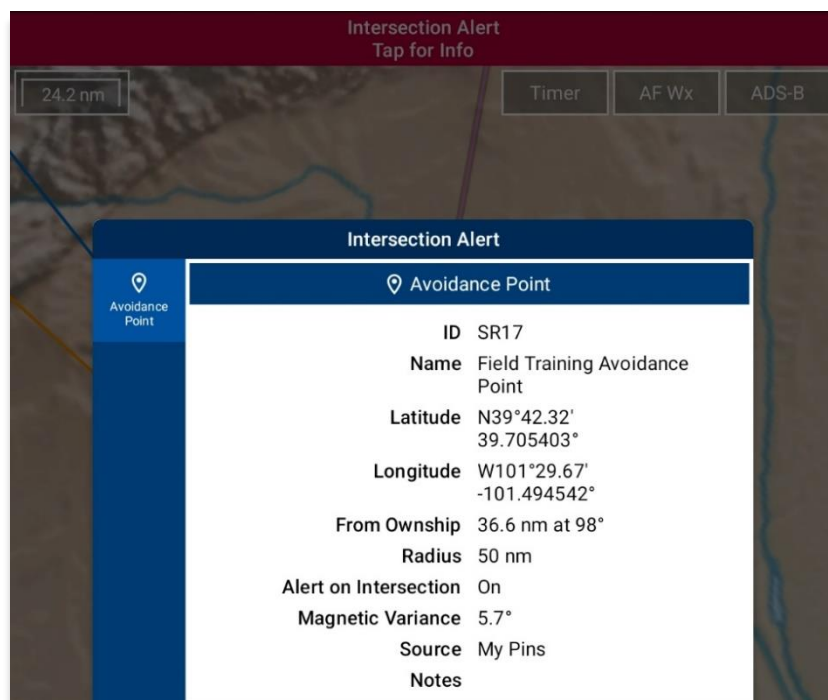 Intersection Alert
Tap for Info
24.2 nm
Timer
AF Wx
ADS-B
Intersection Alert
Avoidance
Point
Avoidance Point
ID SR17
Name Field Training Avoidance
Point
Latitude N39°42.32'
39.705403°
Longitude W101°29.67'
-101.494542°
From Ownship 36.6 nm at 98°
Radius 50 nm
Alert on Intersection On
Magnetic Variance 5.7°
Source My Pins
Notes